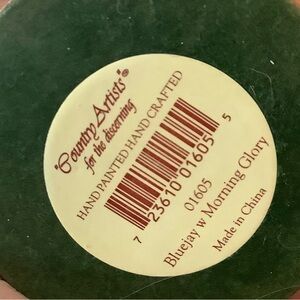 Country Artists®
for the discerning
HAND PAINTED HAND CRAFTED
7 23610 01605 5
01605
Bluejay w Morning Glory
Made in China